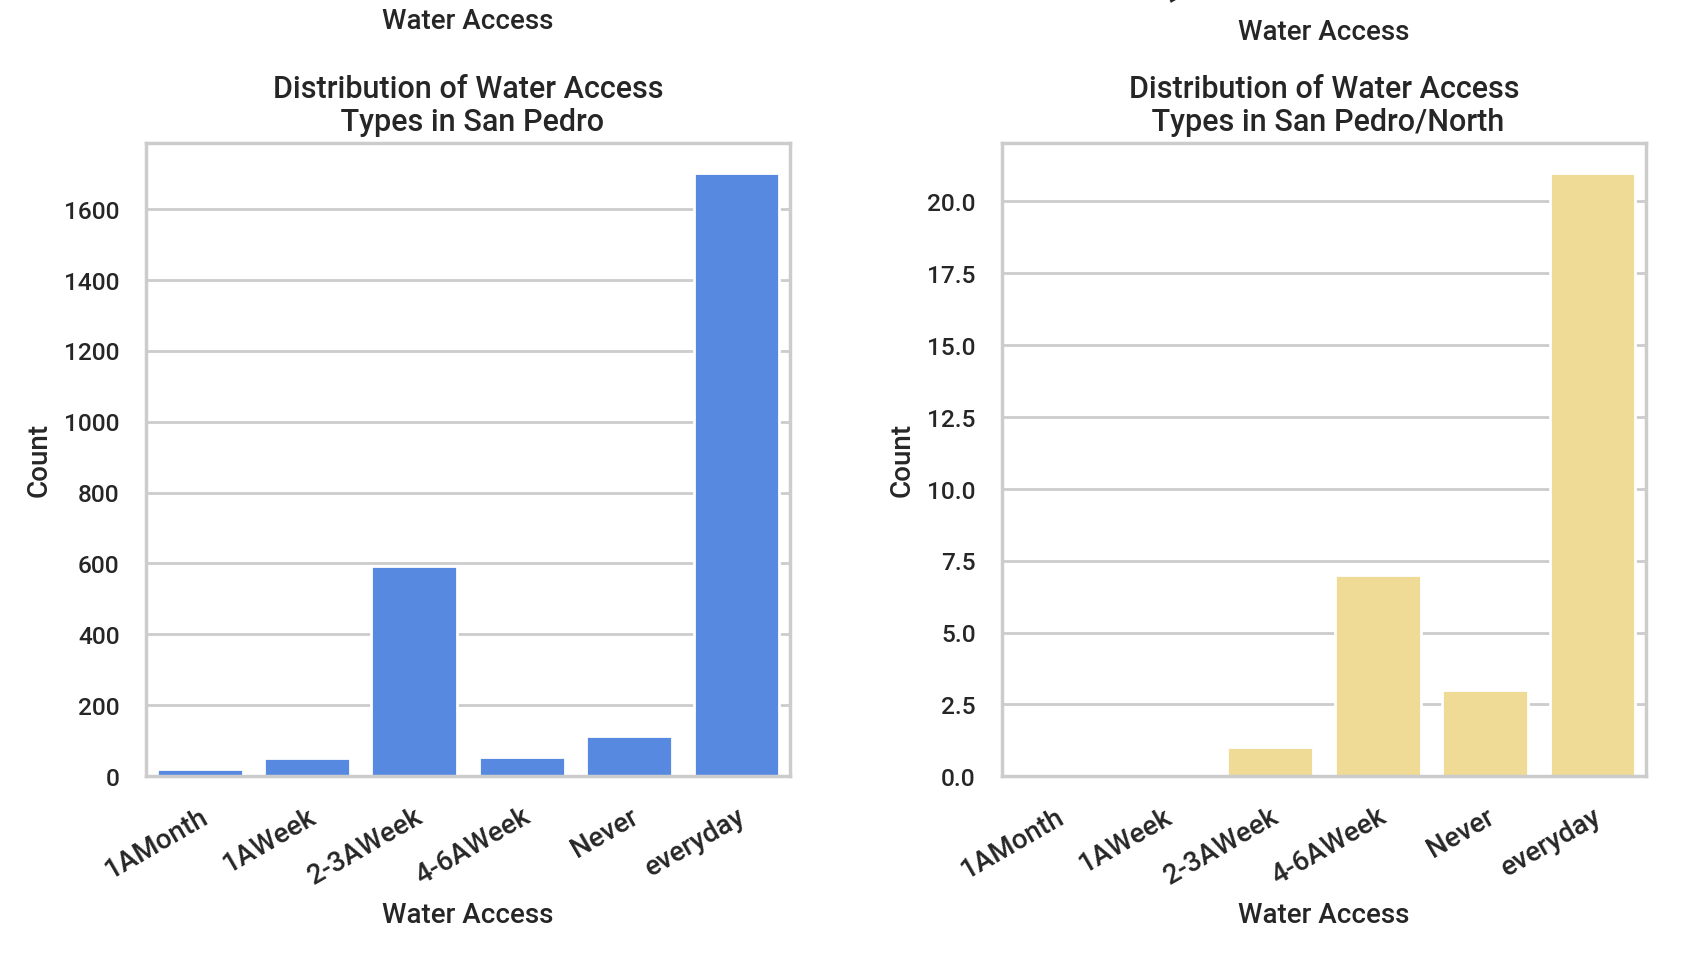 Water Access
Water Access
Distribution of Water Access
Types in San Pedro
Count
1600
1400
1200
1000
800
600
400
200
0
1AMonth
1AWeek
2-3AWeek
4-6AWeek
Never
everyday
Water Access
Distribution of Water Access
Types in San Pedro/North
Count
20.0
17.5
15.0
12.5
10.0
7.5
5.0
2.5
0.0
1AMonth
1AWeek
2-3AWeek
4-6AWeek
Never
everyday
Water Access